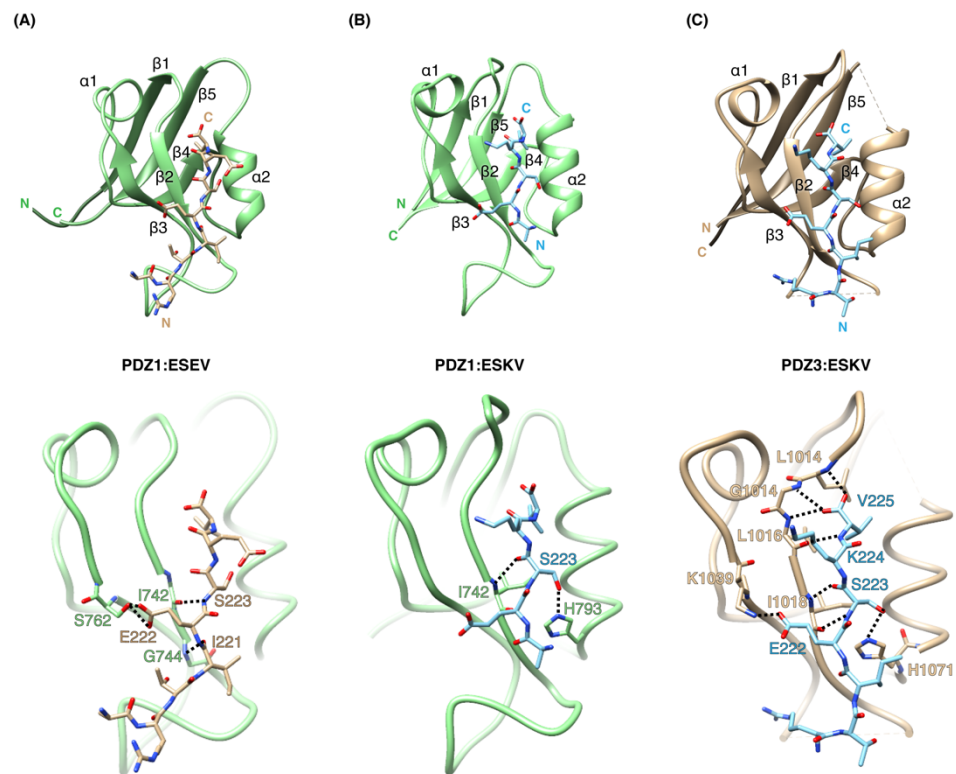 (A)
(B)
(C)
α1
β1
β5
C
β4
β2
α2
β3
N
C
N
α1
β1
β5
C
β4
β2
α2
β3
C
N
α1
β1
β5
C
β4
β2
α2
β3
N
C
N
PDZ1:ESEV
PDZ1:ESKV
PDZ3:ESKV
I742
S223
S762
E222
I221
G744
S223
I742
H793
L1014
G1014
V225
L1016
K224
K1039
S223
I1018
E222
H1071